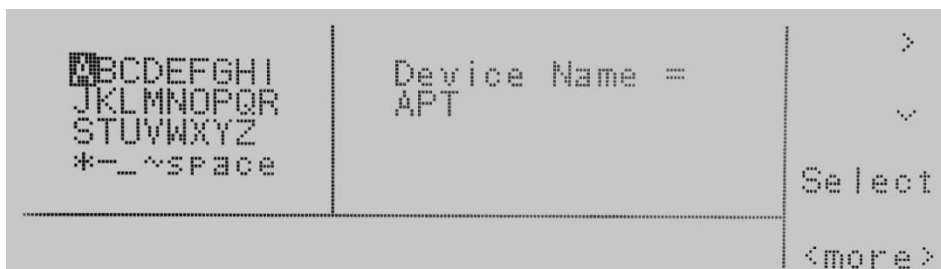 ABCDEFGHI
JKLMNOPQR
STUVWXYZ
*-_~space
Device Name =
APT
>
⌄
Select
<more>